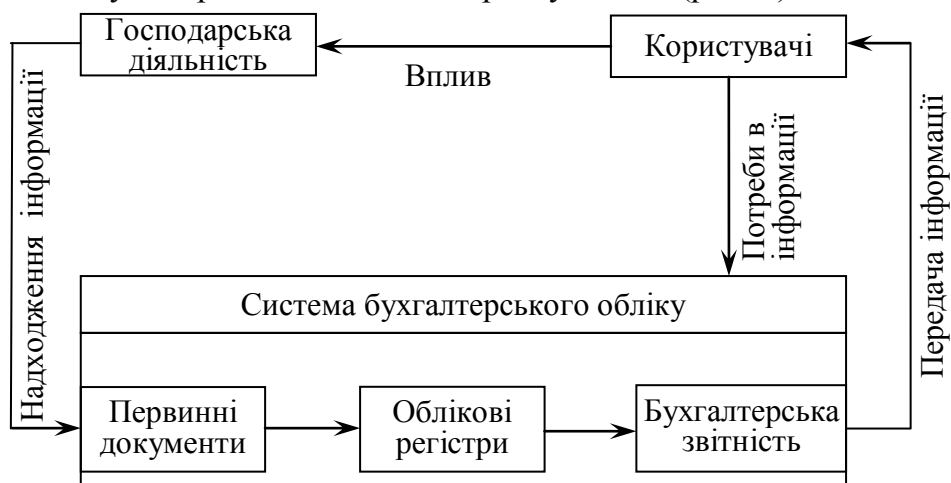 Господарська
діяльність
Користувачі
Вплив
Надходження інформації
Потреби в
інформації
Передача інформації
Система бухгалтерського обліку
Первинні
документи
Облікові
регістри
Бухгалтерська
звітність